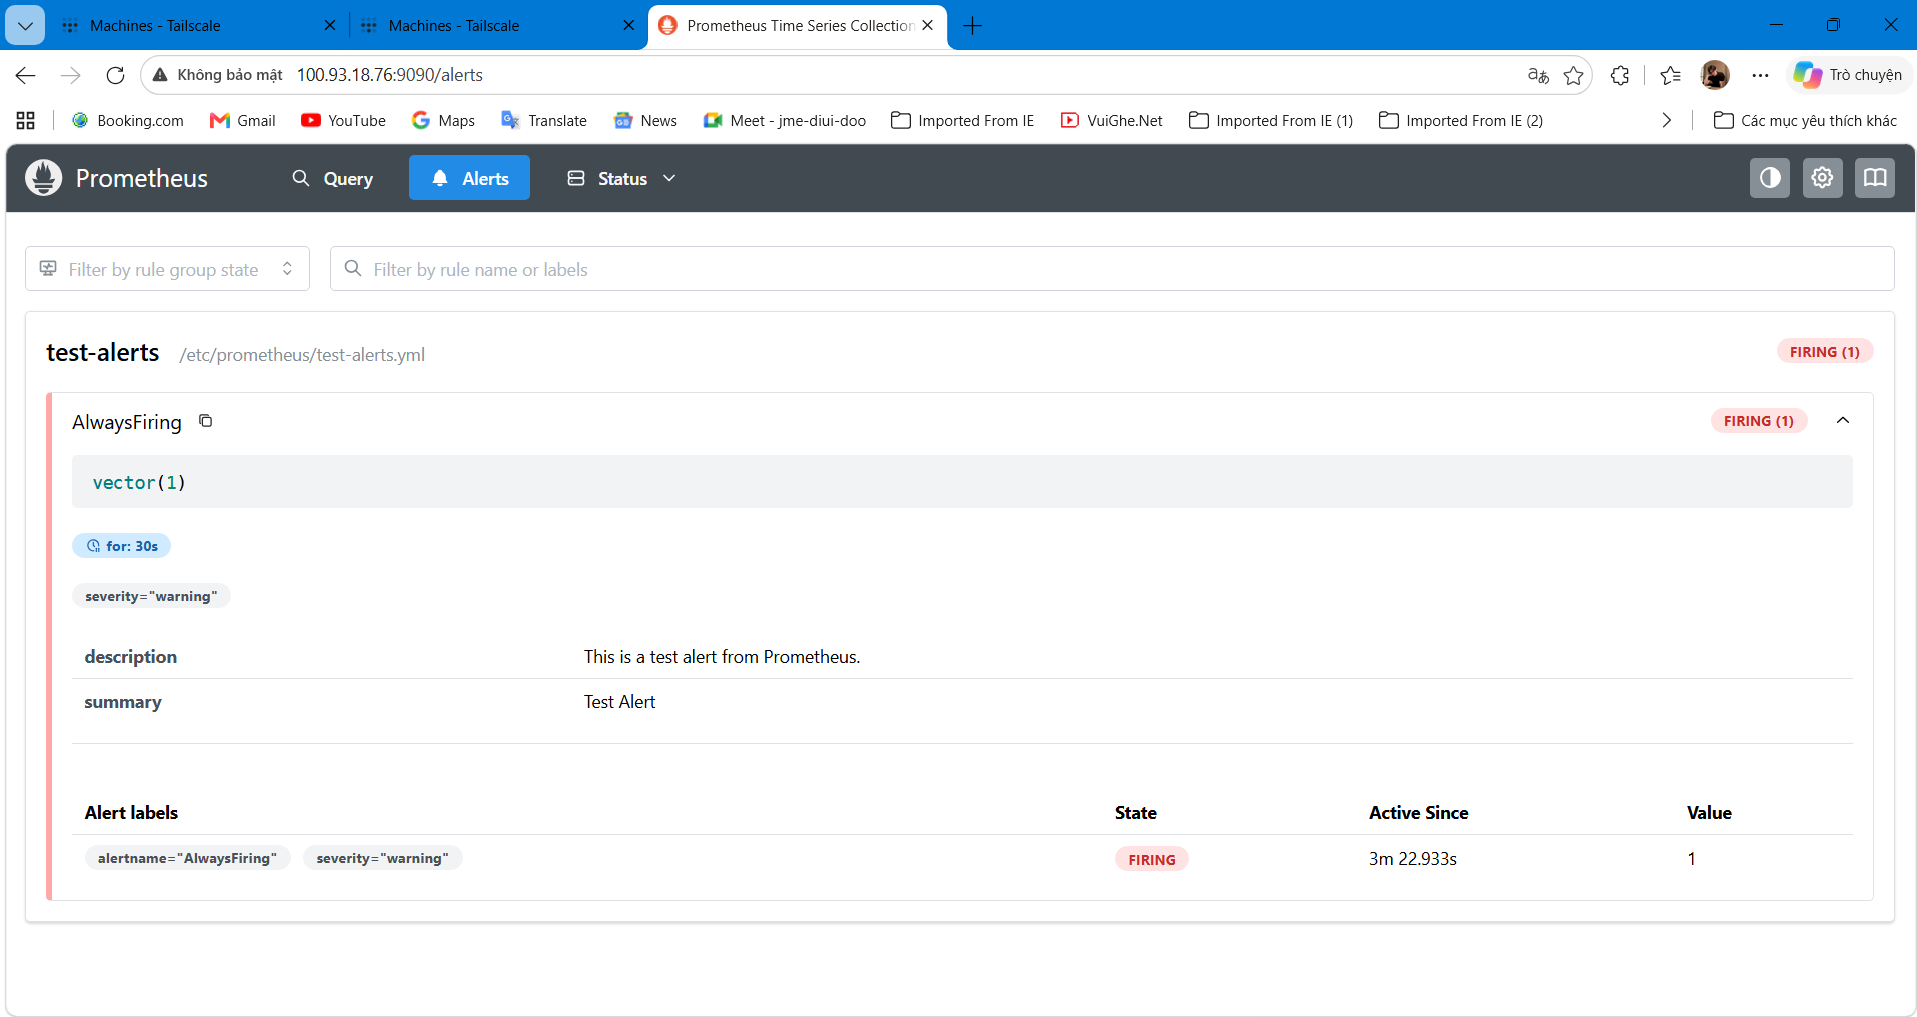 Machines - Tailscale
Machines - Tailscale
Prometheus Time Series Collection
Không bảo mật
100.93.18.76:9090/alerts
Trò chuyện
Booking.com
Gmail
YouTube
Maps
Translate
News
Meet - jme-diui-doo
Imported From IE
VuiGhe.Net
Imported From IE (1)
Imported From IE (2)
Các mục yêu thích khác
Prometheus
Query
Alerts
Status
Filter by rule group state
Filter by rule name or labels
test-alerts
/etc/prometheus/test-alerts.yml
FIRING (1)
AlwaysFiring
FIRING (1)
vector(1)
for: 30s
severity="warning"
description This is a test alert from Prometheus.
summary Test Alert
Alert labels State Active Since Value
alertname="AlwaysFiring" severity="warning" FIRING 3m 22.933s 1